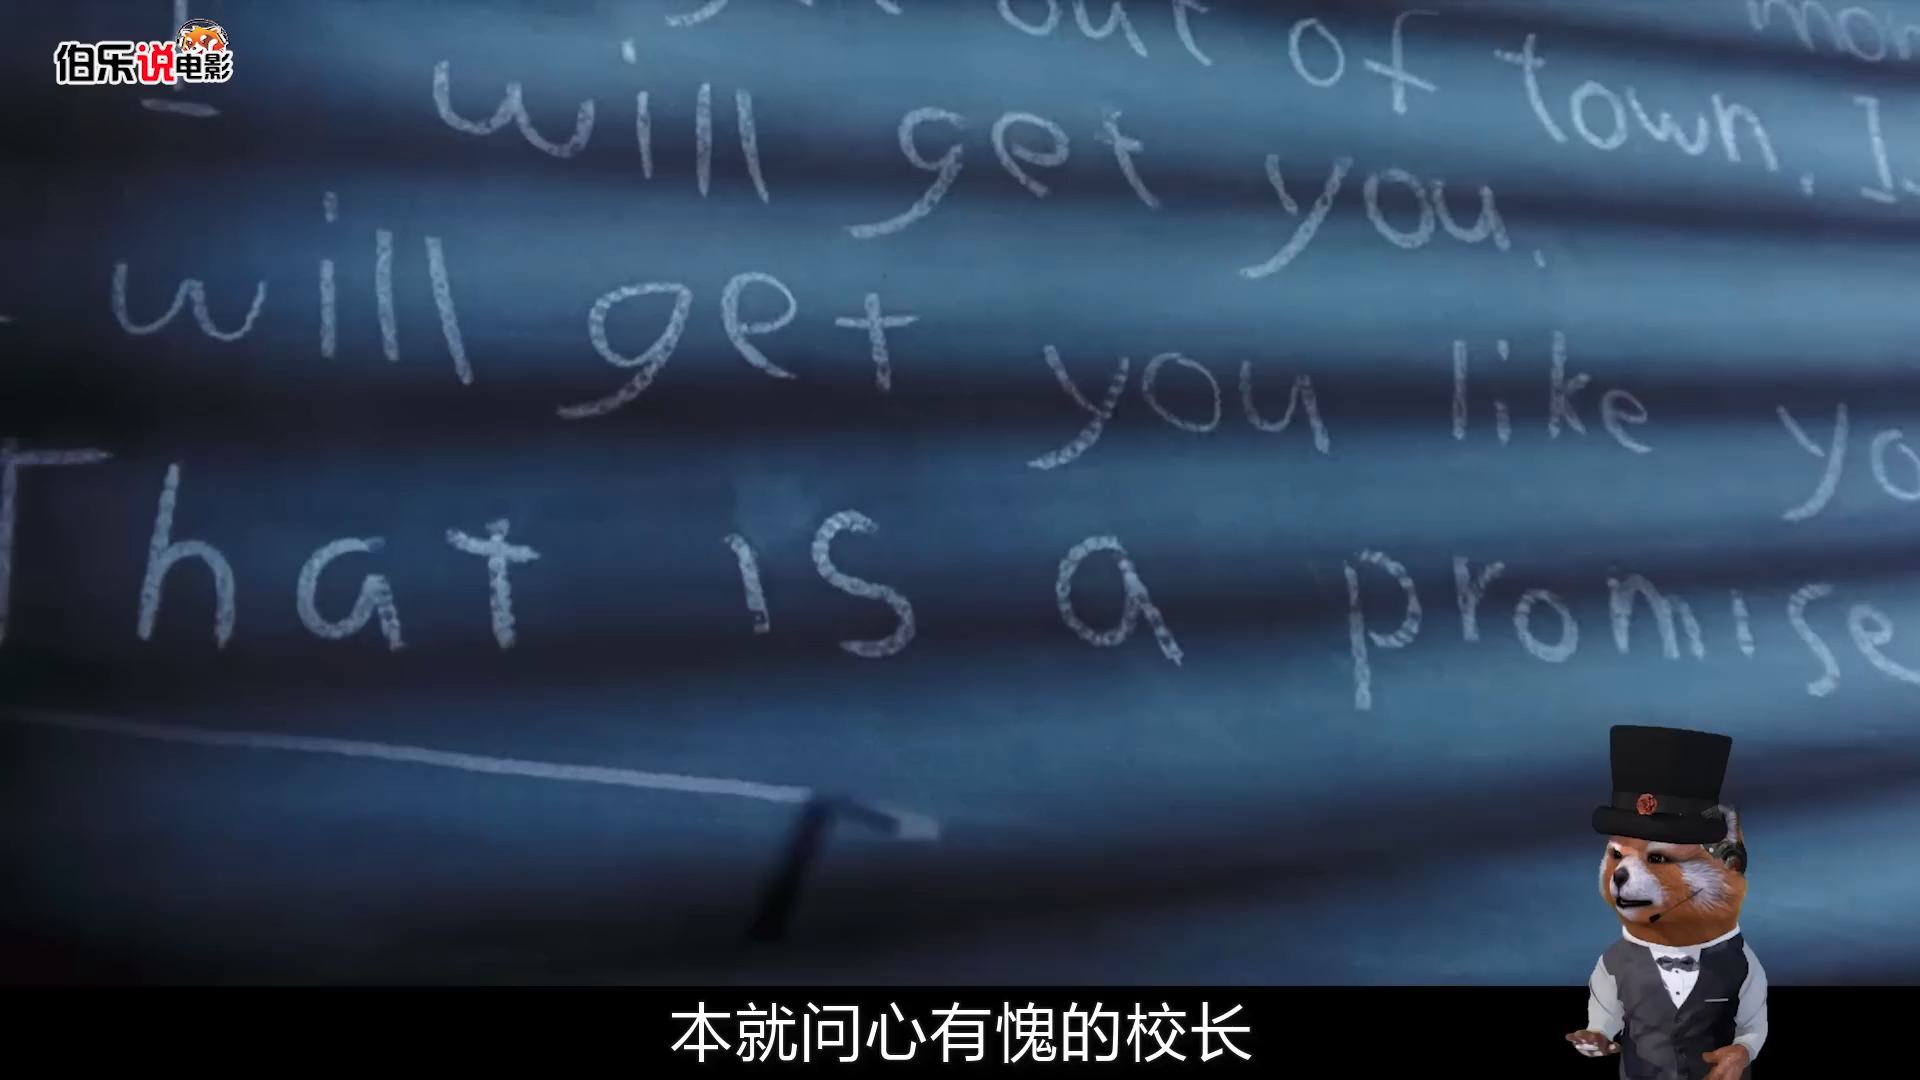 伯乐说电影
out of town. I
will get you.
will get you like yo
That is a promise
本就问心有愧的校长